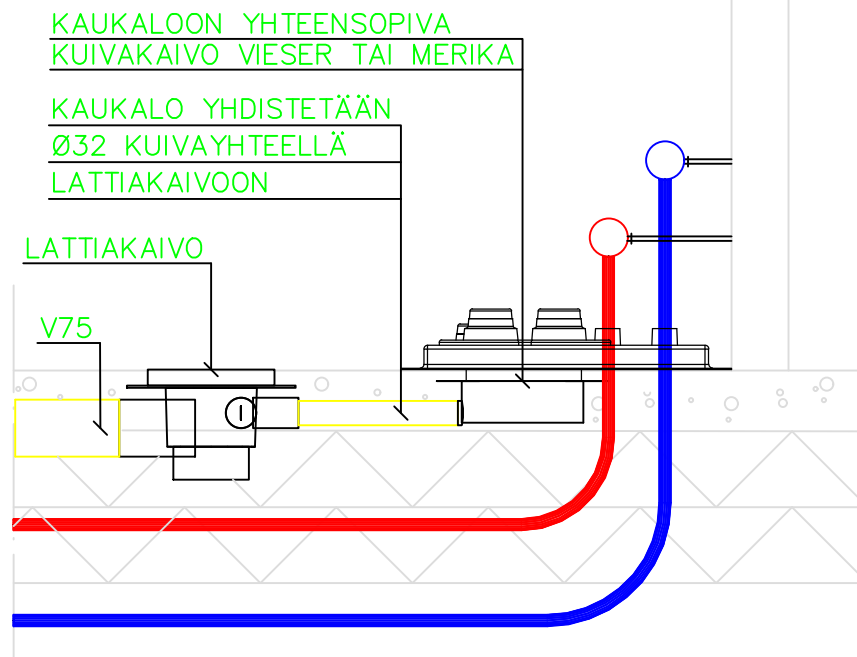 KAUKALOON YHTEENSOPIVA
KUIVAKAIVO VIESER TAI MERIKA
KAUKALO YHDISTETÄÄN
Ø32 KUIVAYHTEELLÄ
LATTIAKAIVOON
LATTIAKAIVO
V75